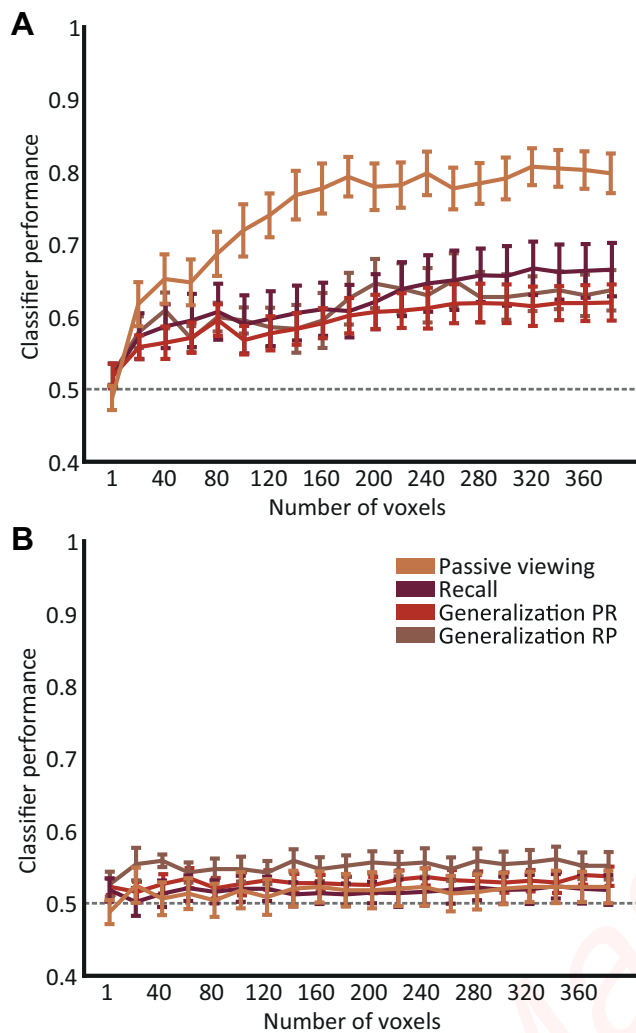 A
1
0.9
0.8
0.7
0.6
0.5
0.4
Classifier performance
1 40 80 120 160 200 240 280 320 360
Number of voxels
B
1
0.9
0.8
0.7
0.6
0.5
0.4
Classifier performance
Passive viewing
Recall
Generalization PR
Generalization RP
1 40 80 120 160 200 240 280 320 360
Number of voxels